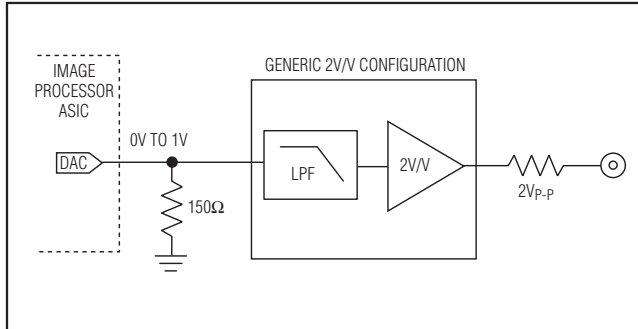 GENERIC 2V/V CONFIGURATION
IMAGE
PROCESSOR
ASIC
0V TO 1V
DAC
LPF
2V/V
150Ω
2VP-P